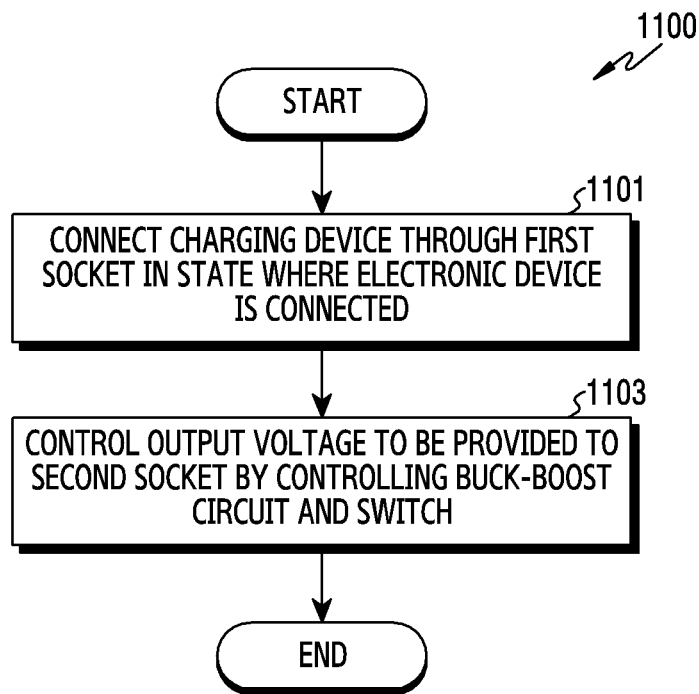 1100
START
1101
CONNECT CHARGING DEVICE THROUGH FIRST
SOCKET IN STATE WHERE ELECTRONIC DEVICE
IS CONNECTED
1103
CONTROL OUTPUT VOLTAGE TO BE PROVIDED TO
SECOND SOCKET BY CONTROLLING BUCK-BOOST
CIRCUIT AND SWITCH
END